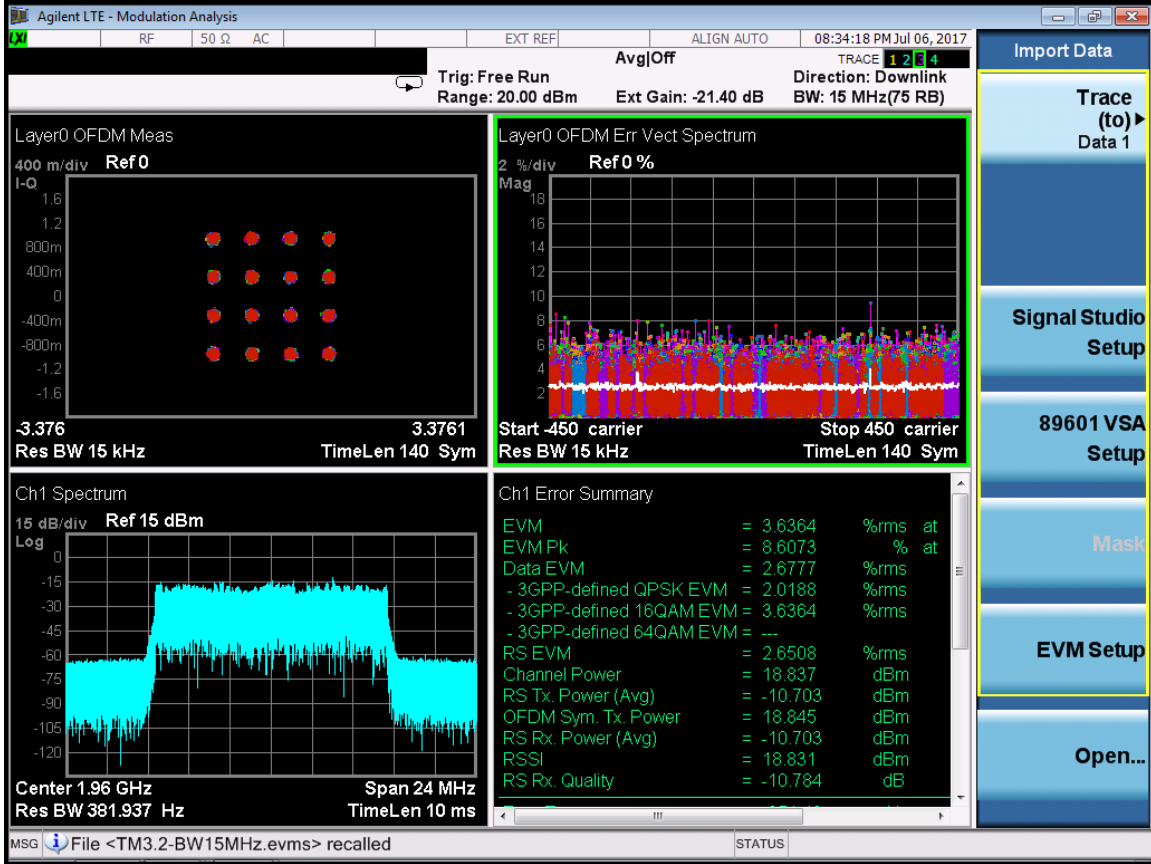 Agilent LTE - Modulation Analysis
LXI RF 50 Ω AC EXT REF ALIGN AUTO 08:34:18 PM Jul 06, 2017
Avg|Off TRACE 1 2 3 4
Trig: Free Run Direction: Downlink
Range: 20.00 dBm Ext Gain: -21.40 dB BW: 15 MHz(75 RB)
Layer0 OFDM Meas
400 m/div Ref 0
I-Q
1.6
1.2
800m
400m
0
-400m
-800m
-1.2
-1.6
-3.376 3.3761
Res BW 15 kHz TimeLen 140 Sym
Layer0 OFDM Err Vect Spectrum
2 %/div Ref 0 %
Mag
18
16
14
12
10
8
6
4
2
Start -450 carrier Stop 450 carrier
Res BW 15 kHz TimeLen 140 Sym
Ch1 Spectrum
15 dB/div Ref 15 dBm
Log
0
-15
-30
-45
-60
-75
-90
-105
-120
Center 1.96 GHz Span 24 MHz
Res BW 381.937 Hz TimeLen 10 ms
Ch1 Error Summary
EVM = 3.6364 %rms at
EVM Pk = 8.6073 % at
Data EVM = 2.6777 %rms
- 3GPP-defined QPSK EVM = 2.0188 %rms
- 3GPP-defined 16QAM EVM = 3.6364 %rms
- 3GPP-defined 64QAM EVM = ---
RS EVM = 2.6508 %rms
Channel Power = 18.837 dBm
RS Tx. Power (Avg) = -10.703 dBm
OFDM Sym. Tx. Power = 18.845 dBm
RS Rx. Power (Avg) = -10.703 dBm
RSSI = 18.831 dBm
RS Rx. Quality = -10.784 dB
Import Data
Trace
(to)
Data 1
Signal Studio
Setup
89601 VSA
Setup
Mask
EVM Setup
Open...
MSG File <TM3.2-BW15MHz.evms> recalled STATUS